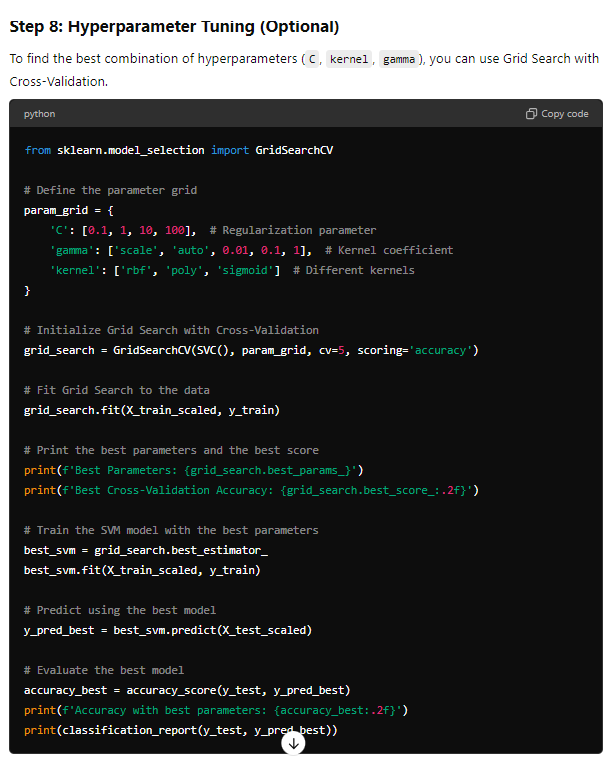 Step 8: Hyperparameter Tuning (Optional)
To find the best combination of hyperparameters ( C , kernel , gamma ), you can use Grid Search with
Cross-Validation.
python
Copy code
from sklearn.model_selection import GridSearchCV
# Define the parameter grid
param_grid = {
    'C': [0.1, 1, 10, 100],  # Regularization parameter
    'gamma': ['scale', 'auto', 0.01, 0.1, 1],  # Kernel coefficient
    'kernel': ['rbf', 'poly', 'sigmoid']  # Different kernels
}
# Initialize Grid Search with Cross-Validation
grid_search = GridSearchCV(SVC(), param_grid, cv=5, scoring='accuracy')
# Fit Grid Search to the data
grid_search.fit(X_train_scaled, y_train)
# Print the best parameters and the best score
print(f'Best Parameters: {grid_search.best_params_}')
print(f'Best Cross-Validation Accuracy: {grid_search.best_score_:.2f}')
# Train the SVM model with the best parameters
best_svm = grid_search.best_estimator_
best_svm.fit(X_train_scaled, y_train)
# Predict using the best model
y_pred_best = best_svm.predict(X_test_scaled)
# Evaluate the best model
accuracy_best = accuracy_score(y_test, y_pred_best)
print(f'Accuracy with best parameters: {accuracy_best:.2f}')
print(classification_report(y_test, y_pred_best))